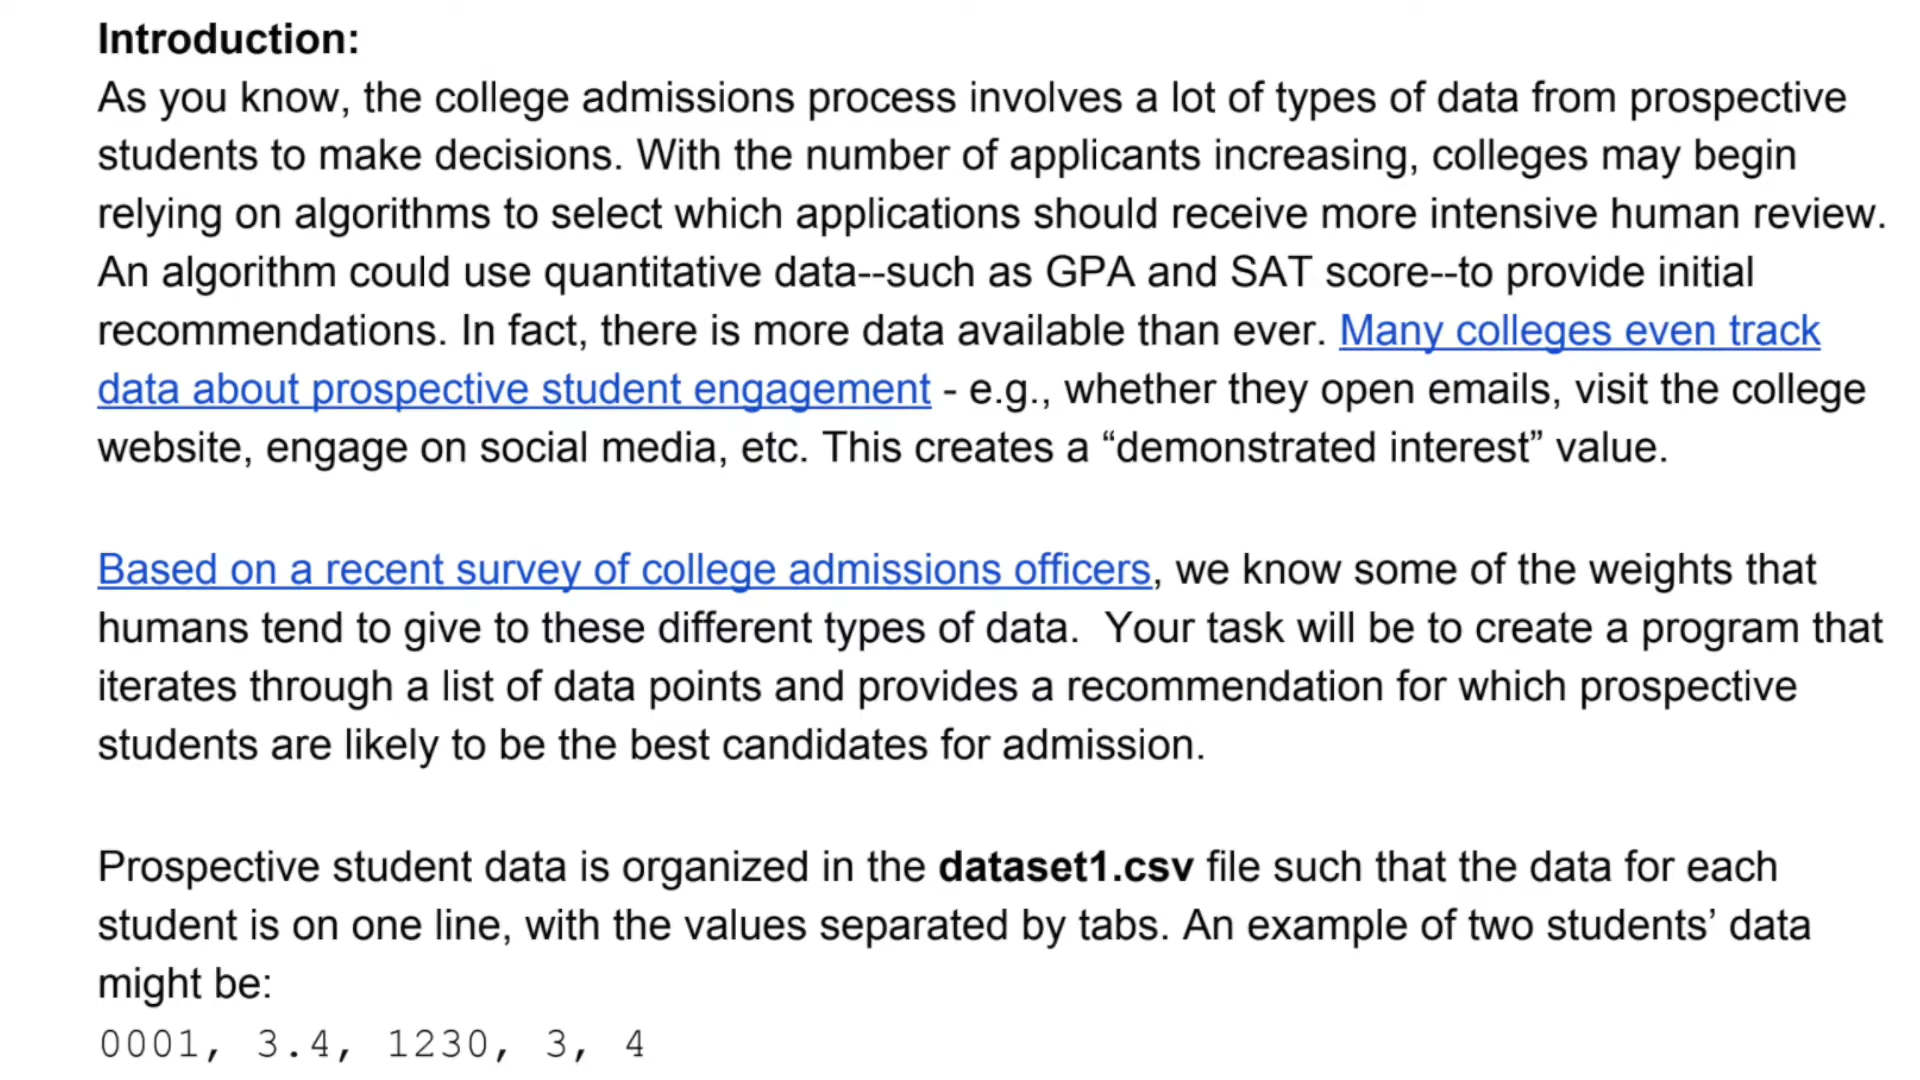 Introduction:
As you know, the college admissions process involves a lot of types of data from prospective
students to make decisions. With the number of applicants increasing, colleges may begin
relying on algorithms to select which applications should receive more intensive human review.
An algorithm could use quantitative data--such as GPA and SAT score--to provide initial
recommendations. In fact, there is more data available than ever. Many colleges even track
data about prospective student engagement - e.g., whether they open emails, visit the college
website, engage on social media, etc. This creates a “demonstrated interest” value.
Based on a recent survey of college admissions officers, we know some of the weights that
humans tend to give to these different types of data.  Your task will be to create a program that
iterates through a list of data points and provides a recommendation for which prospective
students are likely to be the best candidates for admission.
Prospective student data is organized in the dataset1.csv file such that the data for each
student is on one line, with the values separated by tabs. An example of two students’ data
might be:
0001, 3.4, 1230, 3, 4